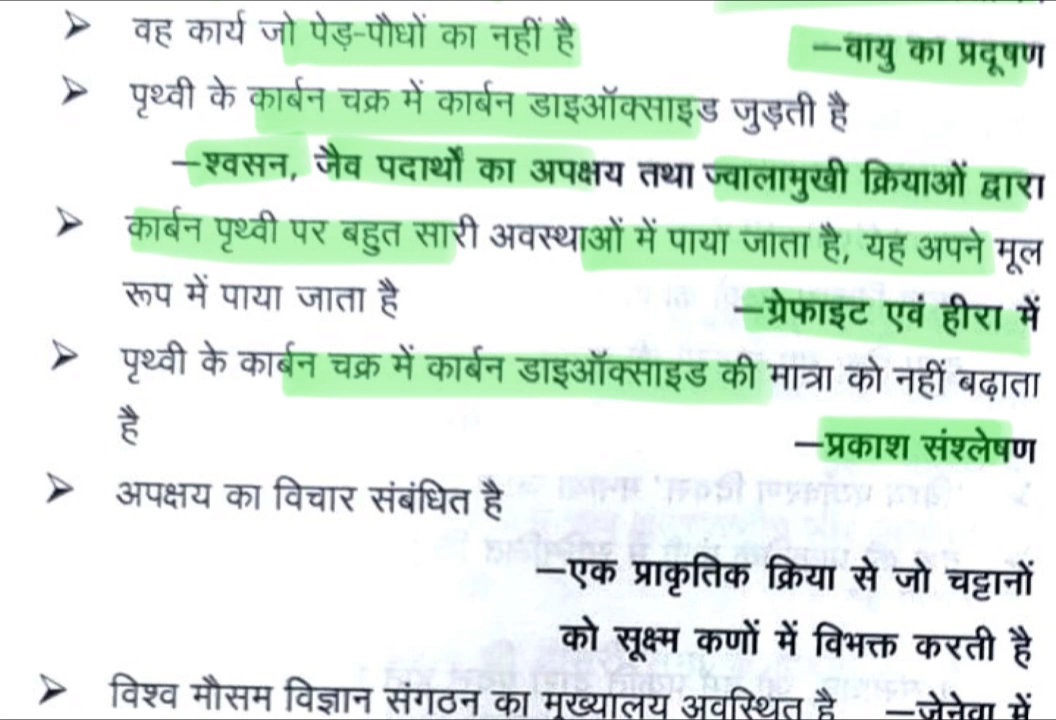 ➢ वह कार्य जो पेड़-पौधों का नहीं है —वायु का प्रदूषण
➢ पृथ्वी के कार्बन चक्र में कार्बन डाइऑक्साइड जुड़ती है
—श्वसन, जैव पदार्थों का अपक्षय तथा ज्वालामुखी क्रियाओं द्वारा
➢ कार्बन पृथ्वी पर बहुत सारी अवस्थाओं में पाया जाता है, यह अपने मूल
रूप में पाया जाता है —ग्रेफाइट एवं हीरा में
➢ पृथ्वी के कार्बन चक्र में कार्बन डाइऑक्साइड की मात्रा को नहीं बढ़ाता
है —प्रकाश संश्लेषण
➢ अपक्षय का विचार संबंधित है
—एक प्राकृतिक क्रिया से जो चट्टानों
को सूक्ष्म कणों में विभक्त करती है
➢ विश्व मौसम विज्ञान संगठन का मुख्यालय अवस्थित है —जेनेवा में